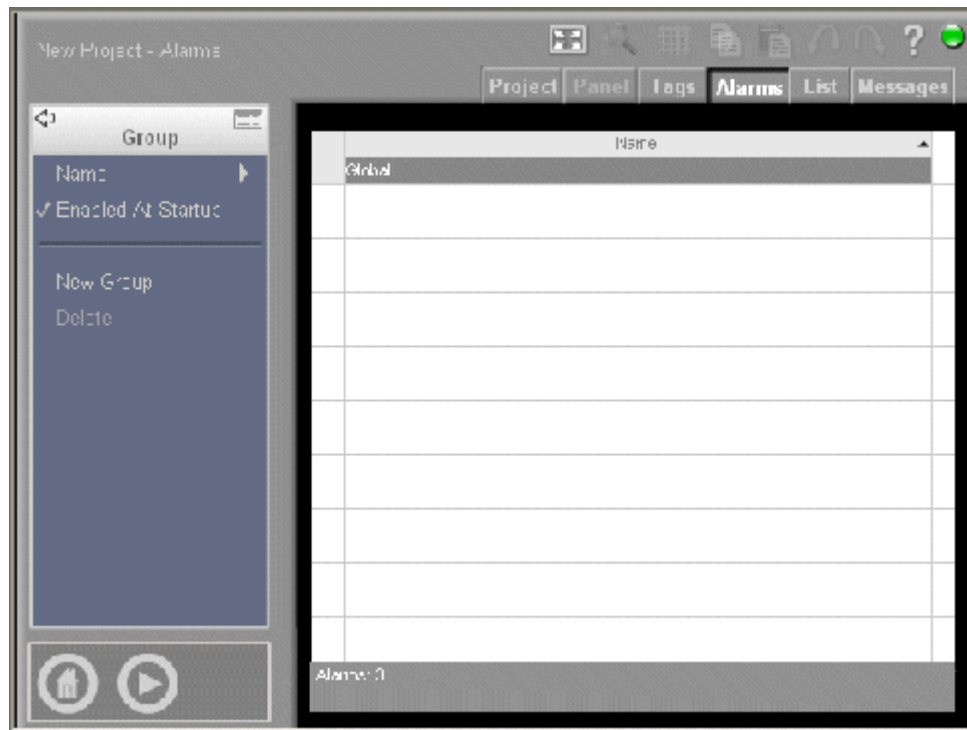 New Project - Alarms
?
Project Panel Tags Alarms List Messages
Group
Name
Enabled At Startup
New Group
Delete
Name
Global
Alarms: 0